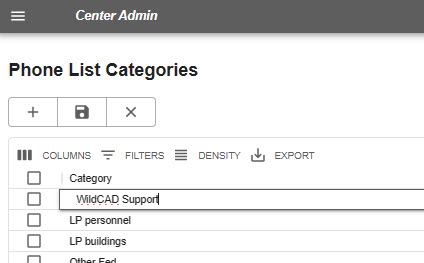 Center Admin
Phone List Categories
COLUMNS FILTERS DENSITY EXPORT
Category
WildCAD Support
LP personnel
LP buildings
Other Fed